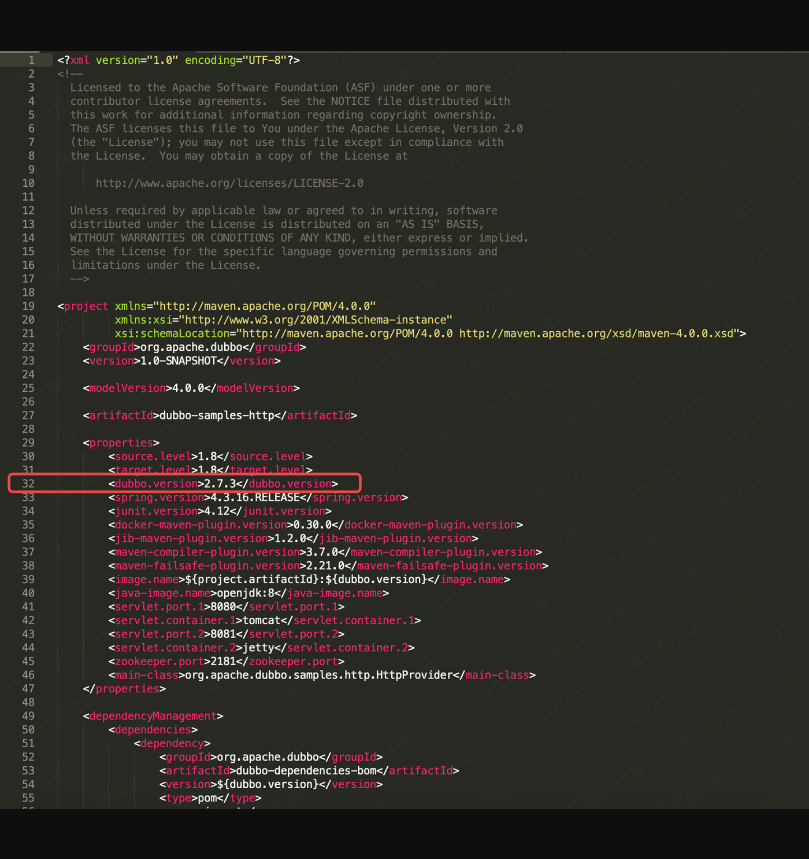 1 <?xml version="1.0" encoding="UTF-8"?>
2 <!--
3 Licensed to the Apache Software Foundation (ASF) under one or more
4 contributor license agreements.  See the NOTICE file distributed with
5 this work for additional information regarding copyright ownership.
6 The ASF licenses this file to You under the Apache License, Version 2.0
7 (the "License"); you may not use this file except in compliance with
8 the License.  You may obtain a copy of the License at
9
10 http://www.apache.org/licenses/LICENSE-2.0
11
12 Unless required by applicable law or agreed to in writing, software
13 distributed under the License is distributed on an "AS IS" BASIS,
14 WITHOUT WARRANTIES OR CONDITIONS OF ANY KIND, either express or implied.
15 See the License for the specific language governing permissions and
16 limitations under the License.
17 -->
18
19 <project xmlns="http://maven.apache.org/POM/4.0.0"
20 xmlns:xsi="http://www.w3.org/2001/XMLSchema-instance"
21 xsi:schemaLocation="http://maven.apache.org/POM/4.0.0 http://maven.apache.org/xsd/maven-4.0.0.xsd">
22 <groupId>org.apache.dubbo</groupId>
23 <version>1.0-SNAPSHOT</version>
24
25 <modelVersion>4.0.0</modelVersion>
26
27 <artifactId>dubbo-samples-http</artifactId>
28
29 <properties>
30 <source.level>1.8</source.level>
31 <target.level>1.8</target.level>
32 <dubbo.version>2.7.3</dubbo.version>
33 <spring.version>4.3.16.RELEASE</spring.version>
34 <junit.version>4.12</junit.version>
35 <docker-maven-plugin.version>0.30.0</docker-maven-plugin.version>
36 <jib-maven-plugin.version>1.2.0</jib-maven-plugin.version>
37 <maven-compiler-plugin.version>3.7.0</maven-compiler-plugin.version>
38 <maven-failsafe-plugin.version>2.21.0</maven-failsafe-plugin.version>
39 <image.name>${project.artifactId}:${dubbo.version}</image.name>
40 <java-image.name>openjdk:8</java-image.name>
41 <servlet.port.1>8080</servlet.port.1>
42 <servlet.container.1>tomcat</servlet.container.1>
43 <servlet.port.2>8081</servlet.port.2>
44 <servlet.container.2>jetty</servlet.container.2>
45 <zookeeper.port>2181</zookeeper.port>
46 <main-class>org.apache.dubbo.samples.http.HttpProvider</main-class>
47 </properties>
48
49 <dependencyManagement>
50 <dependencies>
51 <dependency>
52 <groupId>org.apache.dubbo</groupId>
53 <artifactId>dubbo-dependencies-bom</artifactId>
54 <version>${dubbo.version}</version>
55 <type>pom</type>